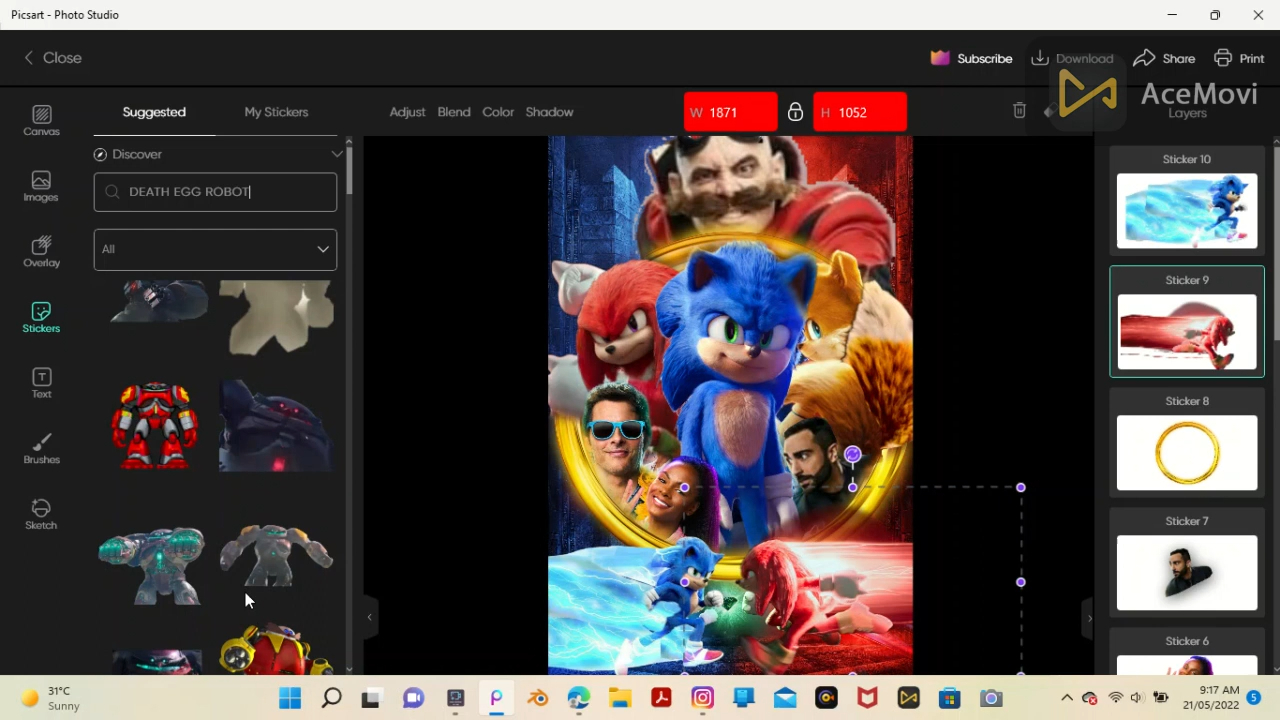 Picsart - Photo Studio
Close
Subscribe
Download
Share
Print
AceMovi
Canvas
Images
Overlay
Stickers
Text
Brushes
Sketch
Suggested
My Stickers
Discover
DEATH EGG ROBOT
All
Adjust
Blend
Color
Shadow
W 1871
H 1052
Layers
Sticker 10
Sticker 9
Sticker 8
Sticker 7
Sticker 6
31°C
Sunny
9:17 AM
21/05/2022
5